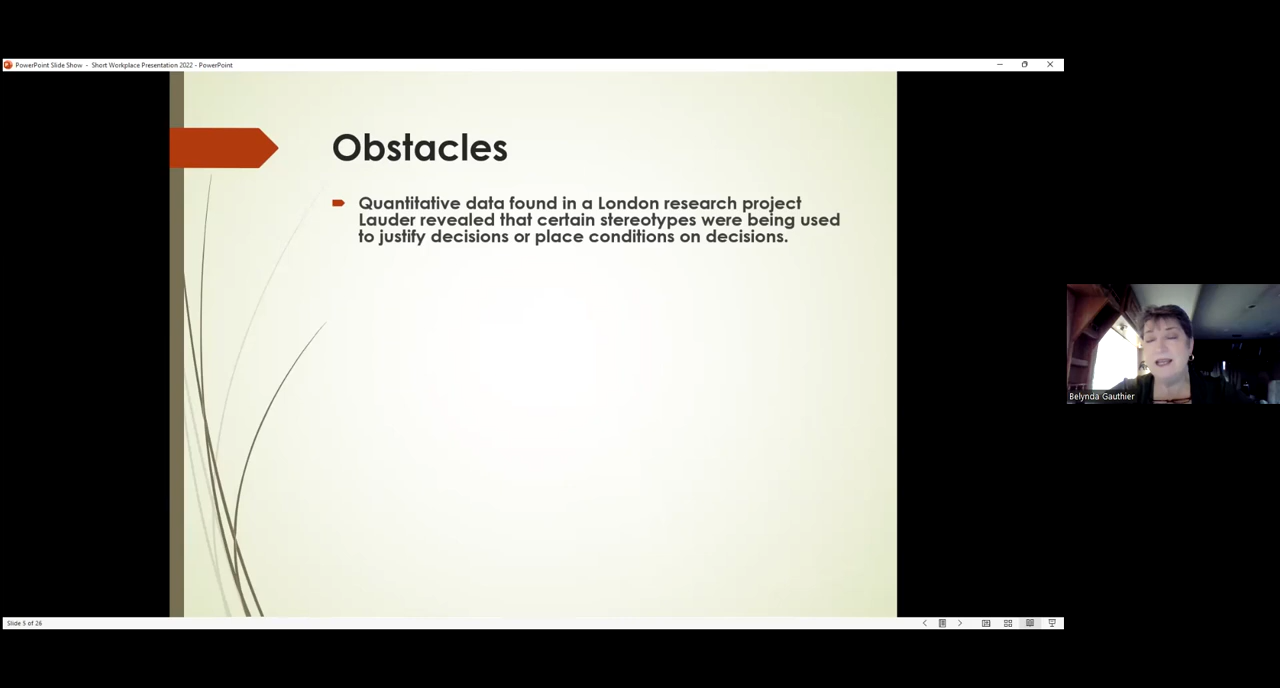 PowerPoint Slide Show - Short Workplace Presentation 2022 - PowerPoint
Obstacles
Quantitative data found in a London research project
Lauder revealed that certain stereotypes were being used
to justify decisions or place conditions on decisions.
Belynda Gauthier
Slide 5 of 26